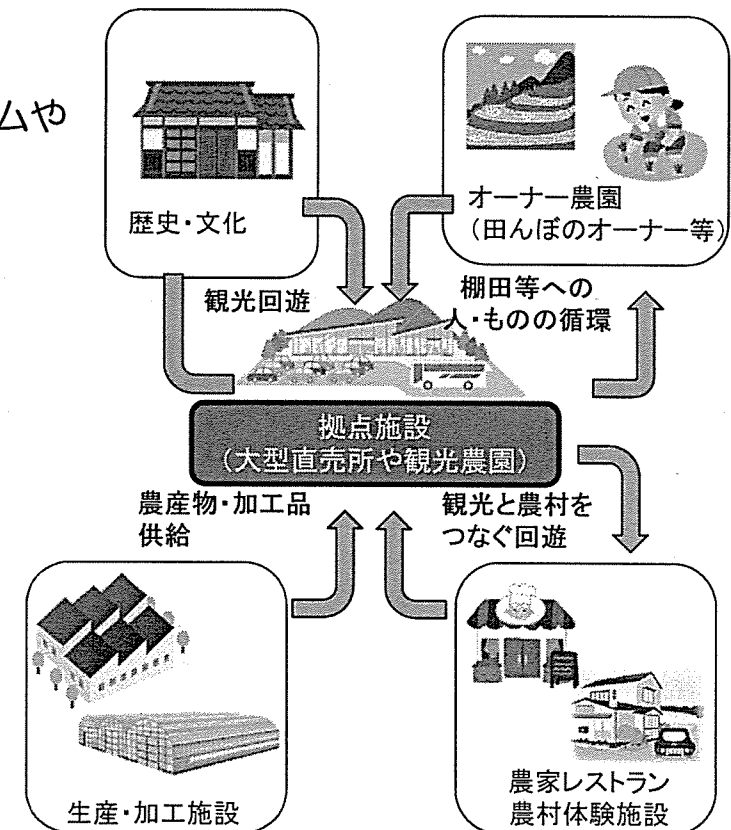 ムや
歴史・文化
オーナー農園
（田んぼのオーナー等）
観光回遊
棚田等への
人・ものの循環
拠点施設
（大型直売所や観光農園）
農産物・加工品
供給
観光と農村を
つなぐ回遊
生産・加工施設
農家レストラン
農村体験施設